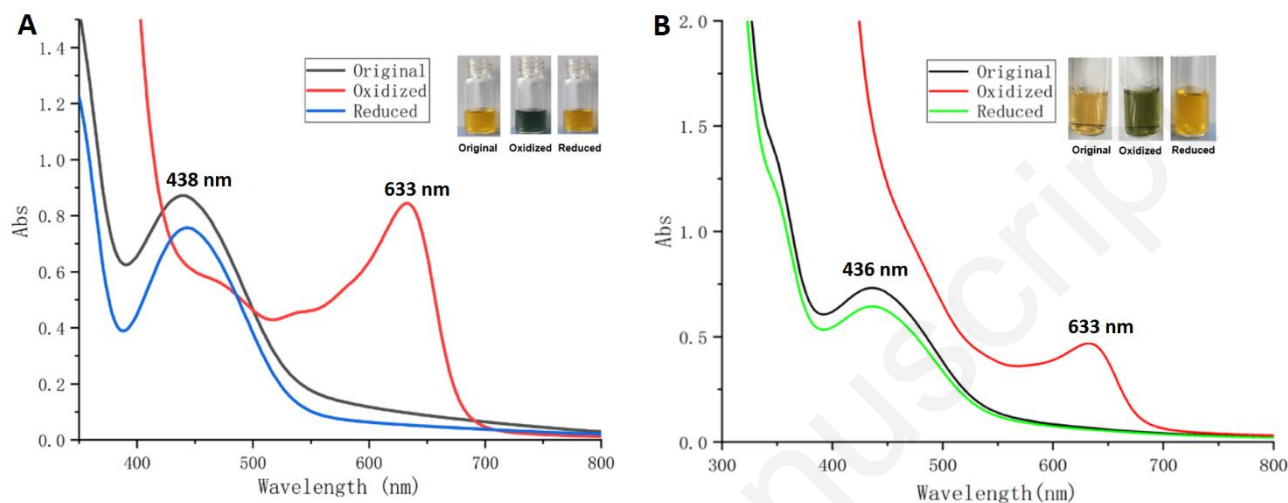 A
1.4
1.2
1.0
0.8
0.6
0.4
0.2
0.0
Abs
400
500
600
700
800
Wavelength (nm)
Original
Oxidized
Reduced
Original Oxidized Reduced
438 nm
633 nm
B
2.0
1.5
1.0
0.5
0.0
Abs
300
400
500
600
700
800
Wavelength(nm)
Original
Oxidized
Reduced
Original Oxidized Reduced
436 nm
633 nm
nuscrip